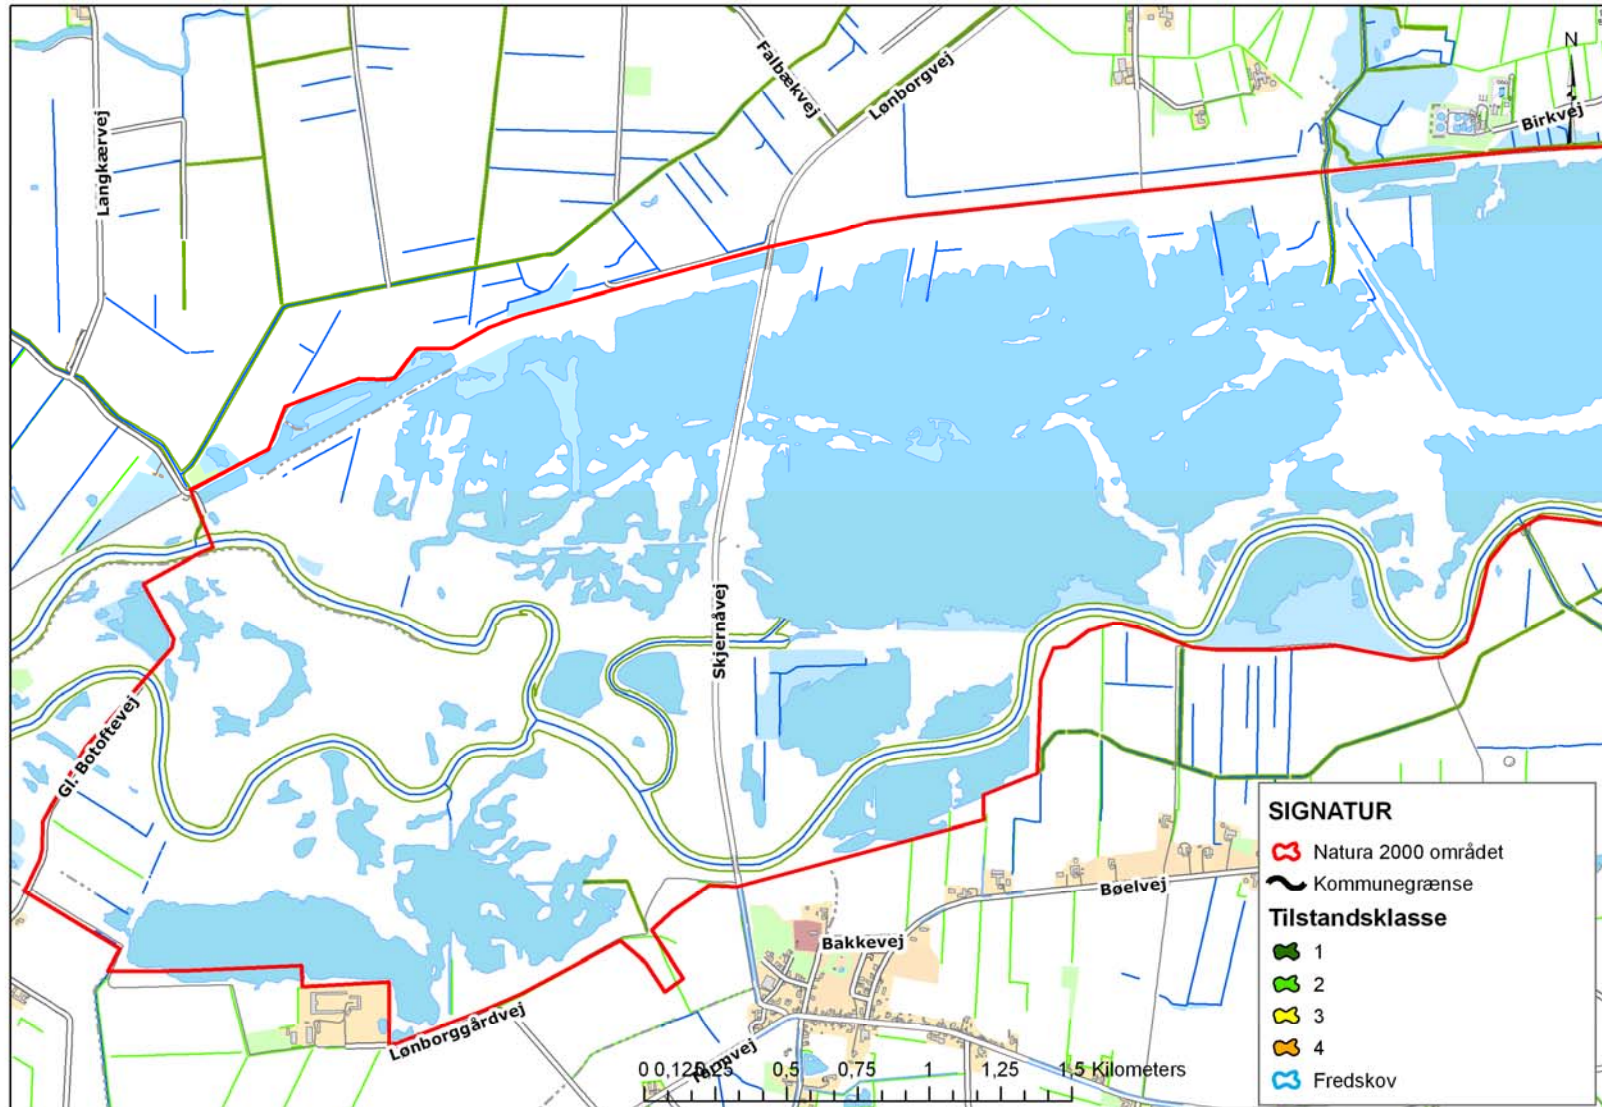 Falbækvej
Lønborgvej
N
Birkvej
Langkærvej
Skjernåvej
Gl. Botoftevej
Bøelvej
Bakkevej
Lønborggårdvej
0 0,125 0,25 0,5 0,75 1 1,25 1,5 Kilometers
SIGNATUR
Natura 2000 området
Kommunegrænse
Tilstandsklasse
1
2
3
4
Fredskov